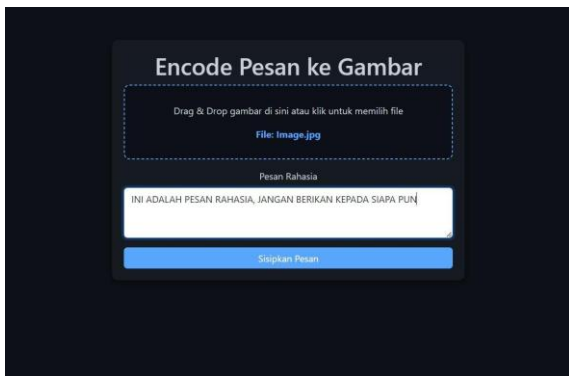 Encode Pesan ke Gambar
Drag & Drop gambar di sini atau klik untuk memilih file
File: Image.jpg
Pesan Rahasia
INI ADALAH PESAN RAHASIA, JANGAN BERIKAN KEPADA SIAPA PUN
Sisipkan Pesan